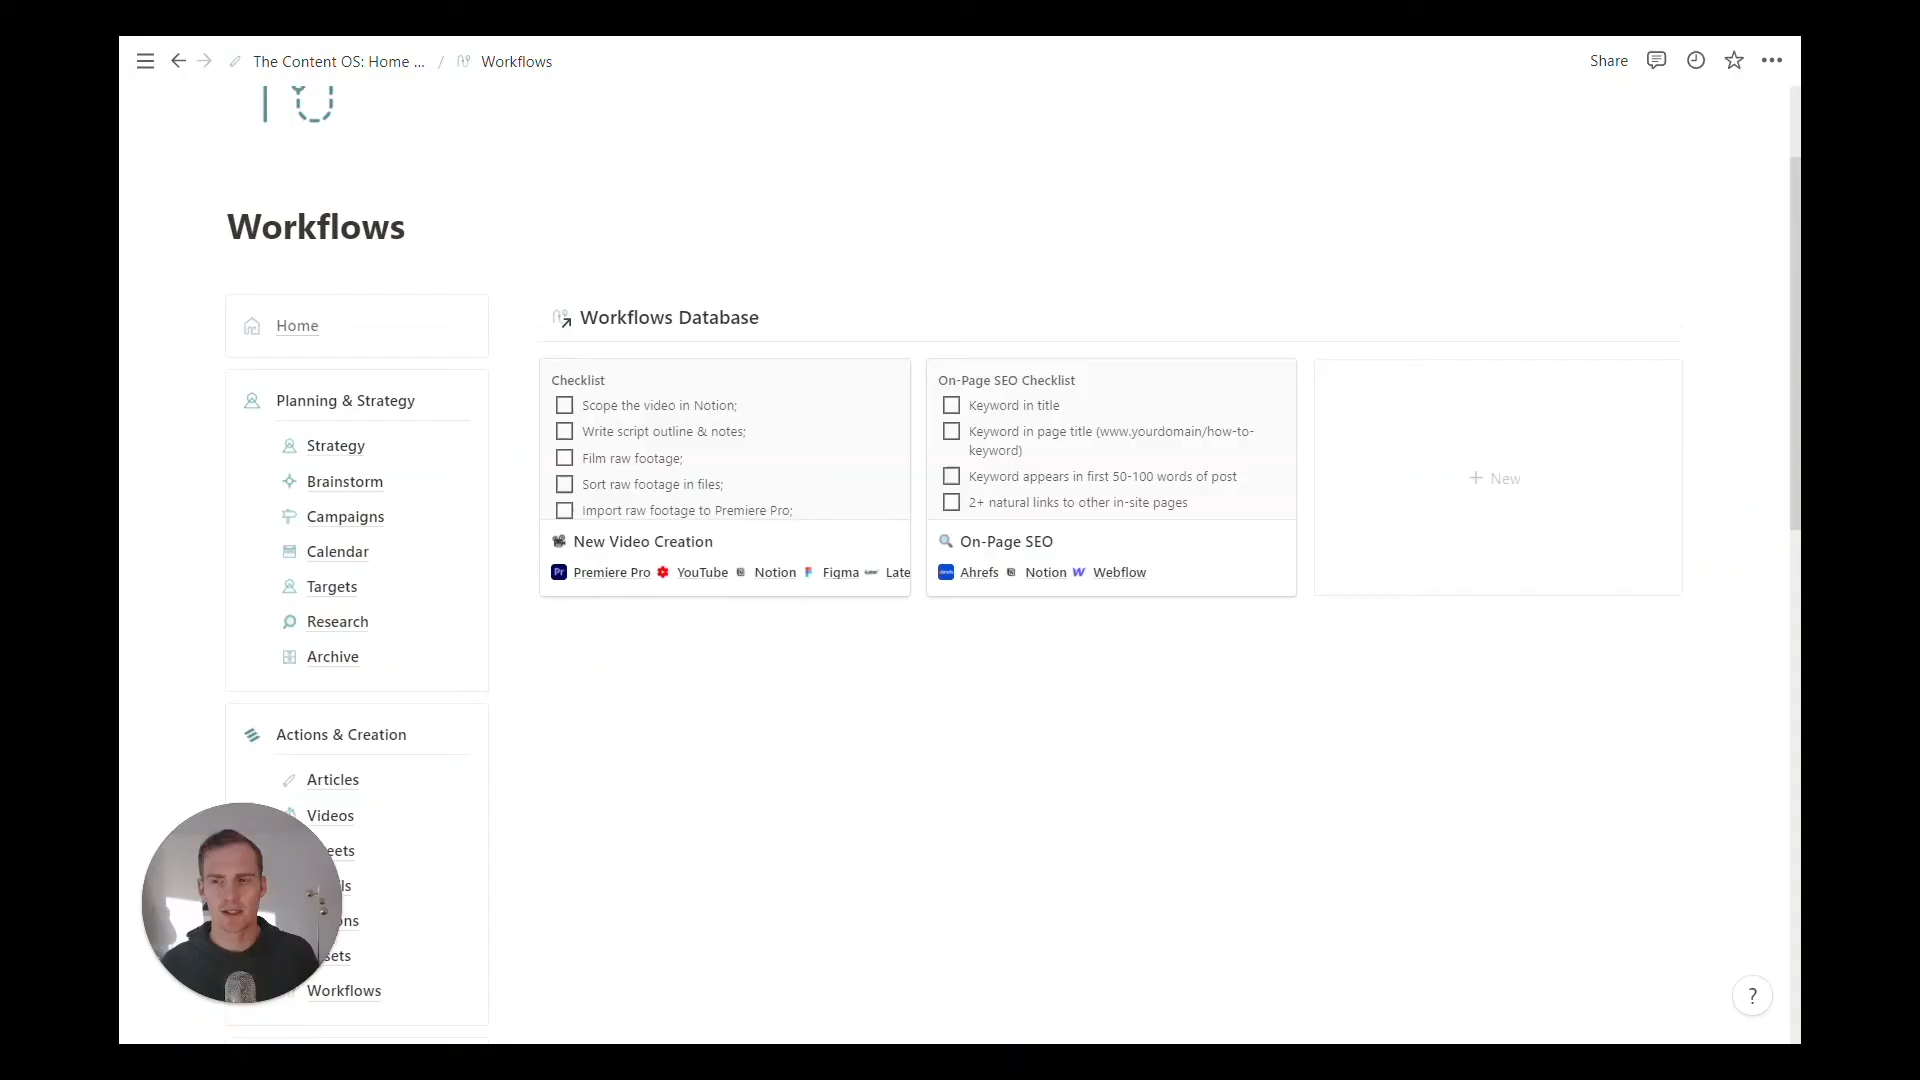 The Content OS: Home ... / Workflows
Share
Workflows
Home
Planning & Strategy
Strategy
Brainstorm
Campaigns
Calendar
Targets
Research
Archive
Actions & Creation
Articles
Videos
eets
ls
ons
sets
Workflows
Workflows Database
Checklist
Scope the video in Notion;
Write script outline & notes;
Film raw footage;
Sort raw footage in files;
Import raw footage to Premiere Pro;
New Video Creation
Pr Premiere Pro YouTube Notion Figma Late
On-Page SEO Checklist
Keyword in title
Keyword in page title (www.yourdomain/how-to-
keyword)
Keyword appears in first 50-100 words of post
2+ natural links to other in-site pages
On-Page SEO
Ahrefs Notion Webflow
+ New
?